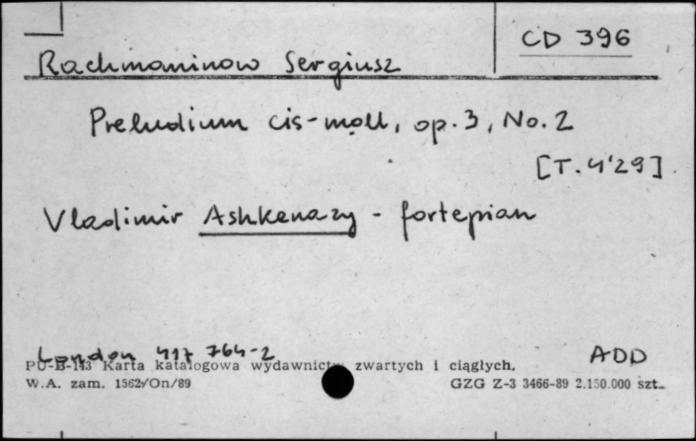 CD 396
Rachmaninow Sergiusz
Preludium cis-moll, op. 3, No. 2
[T. 4'29]
Vladimir Ashkenazy - fortepian
London 417 764-2
ADD
PU-B-143 Karta katalogowa wydawnictw zwartych i ciągłych.
W.A. zam. 1562/On/89
GZG Z-3 3466-89 2.150.000 szt.